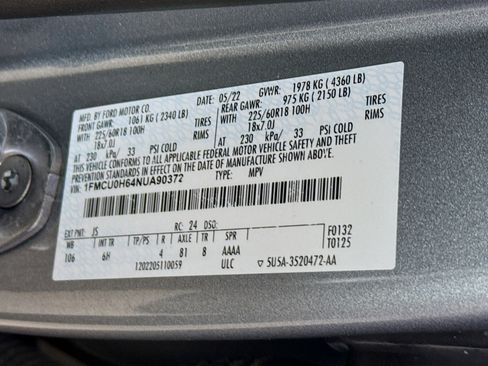 MFD. BY FORD MOTOR CO.
DATE: 05/22 GVWR: 1978 KG ( 4360 LB)
FRONT GAWR: 1061 KG ( 2340 LB) REAR GAWR: 975 KG ( 2150 LB)
WITH 225/60R18 100H TIRES WITH 225/60R18 100H TIRES
18x7.0J RIMS 18x7.0J RIMS
AT 230 kPa/ 33 PSI COLD AT 230 kPa/ 33 PSI COLD
THIS VEHICLE CONFORMS TO ALL APPLICABLE FEDERAL MOTOR VEHICLE SAFETY AND THEFT
PREVENTION STANDARDS IN EFFECT ON THE DATE OF MANUFACTURE SHOWN ABOVE.
VIN: 1FMCU0H64NUA90372 TYPE: MPV
EXT PNT: JS RC: 24 DSO: F0132
WB INT TR TP/PS R AXLE TR SPR T0125
106 6H 4 81 8 AAAA
1202205110059 ULC ▽ 5U5A-3520472-AA